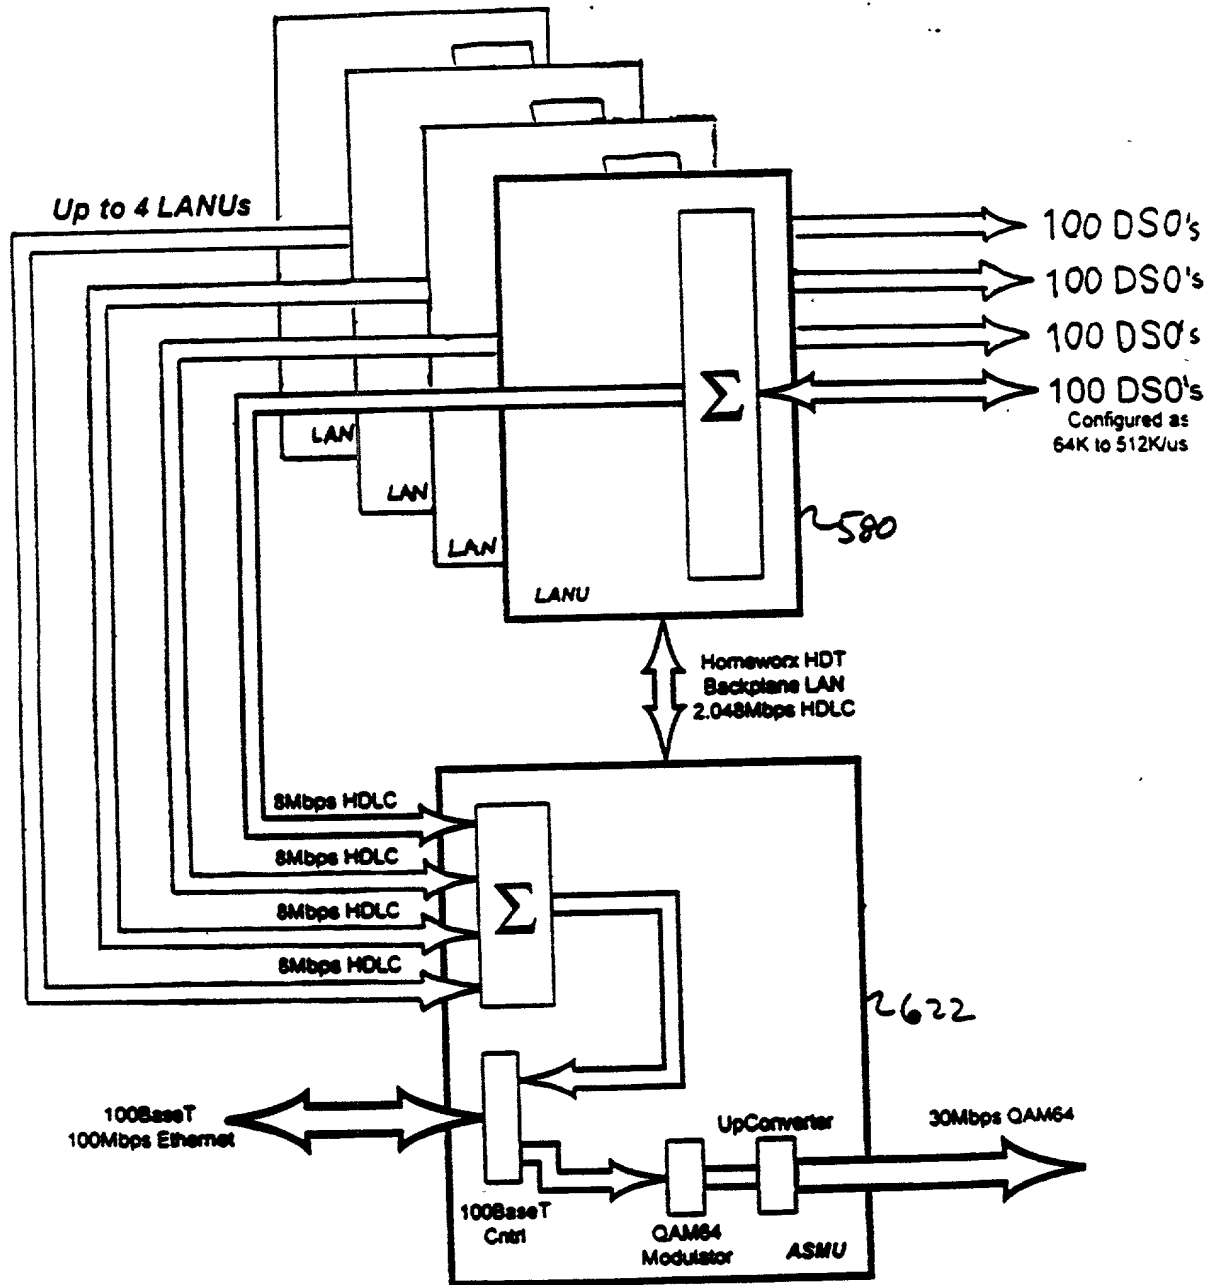 Up to 4 LANUs
100 DS0's
100 DS0's
100 DS0's
100 DS0's
Configured as
64K to 512K/us
Σ
LAN
LAN
LAN
LANU
580
Homeworx HDT
Backplane LAN
2.048Mbps HDLC
8Mbps HDLC
8Mbps HDLC
8Mbps HDLC
8Mbps HDLC
Σ
622
100BaseT
100Mbps Ethernet
UpConverter
30Mbps QAM64
100BaseT
Cntrl
QAM64
Modulator
ASMU